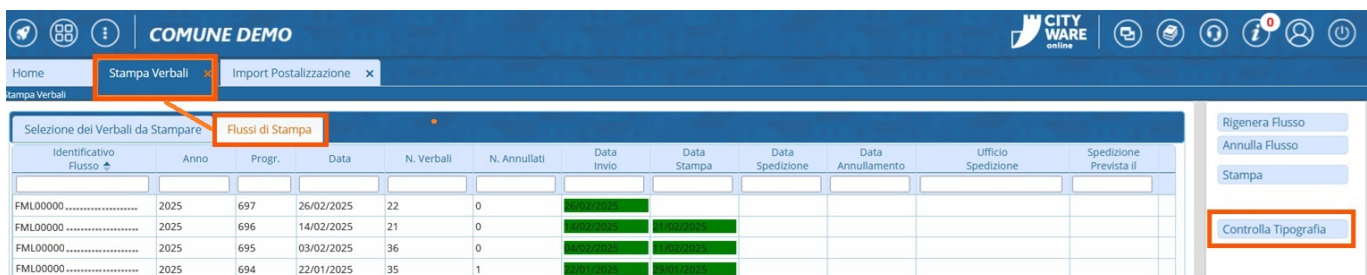 COMUNE DEMO
CITY
WARE
online
0
Home Stampa Verbali × Import Postalizzazione ×
Stampa Verbali
Selezione dei Verbali da Stampare Flussi di Stampa
Identificativo Flusso Anno Progr. Data N. Verbali N. Annullati Data Invio Data Stampa Data Spedizione Data Annullamento Ufficio Spedizione Spedizione Prevista il
FML00000..................... 2025 697 26/02/2025 22 0 26/02/2025
FML00000..................... 2025 696 14/02/2025 21 0 14/02/2025 21/02/2025
FML00000..................... 2025 695 03/02/2025 36 0 04/02/2025 11/02/2025
FML00000..................... 2025 694 22/01/2025 35 1 22/01/2025 29/01/2025
Rigenera Flusso
Annulla Flusso
Stampa
Controlla Tipografia